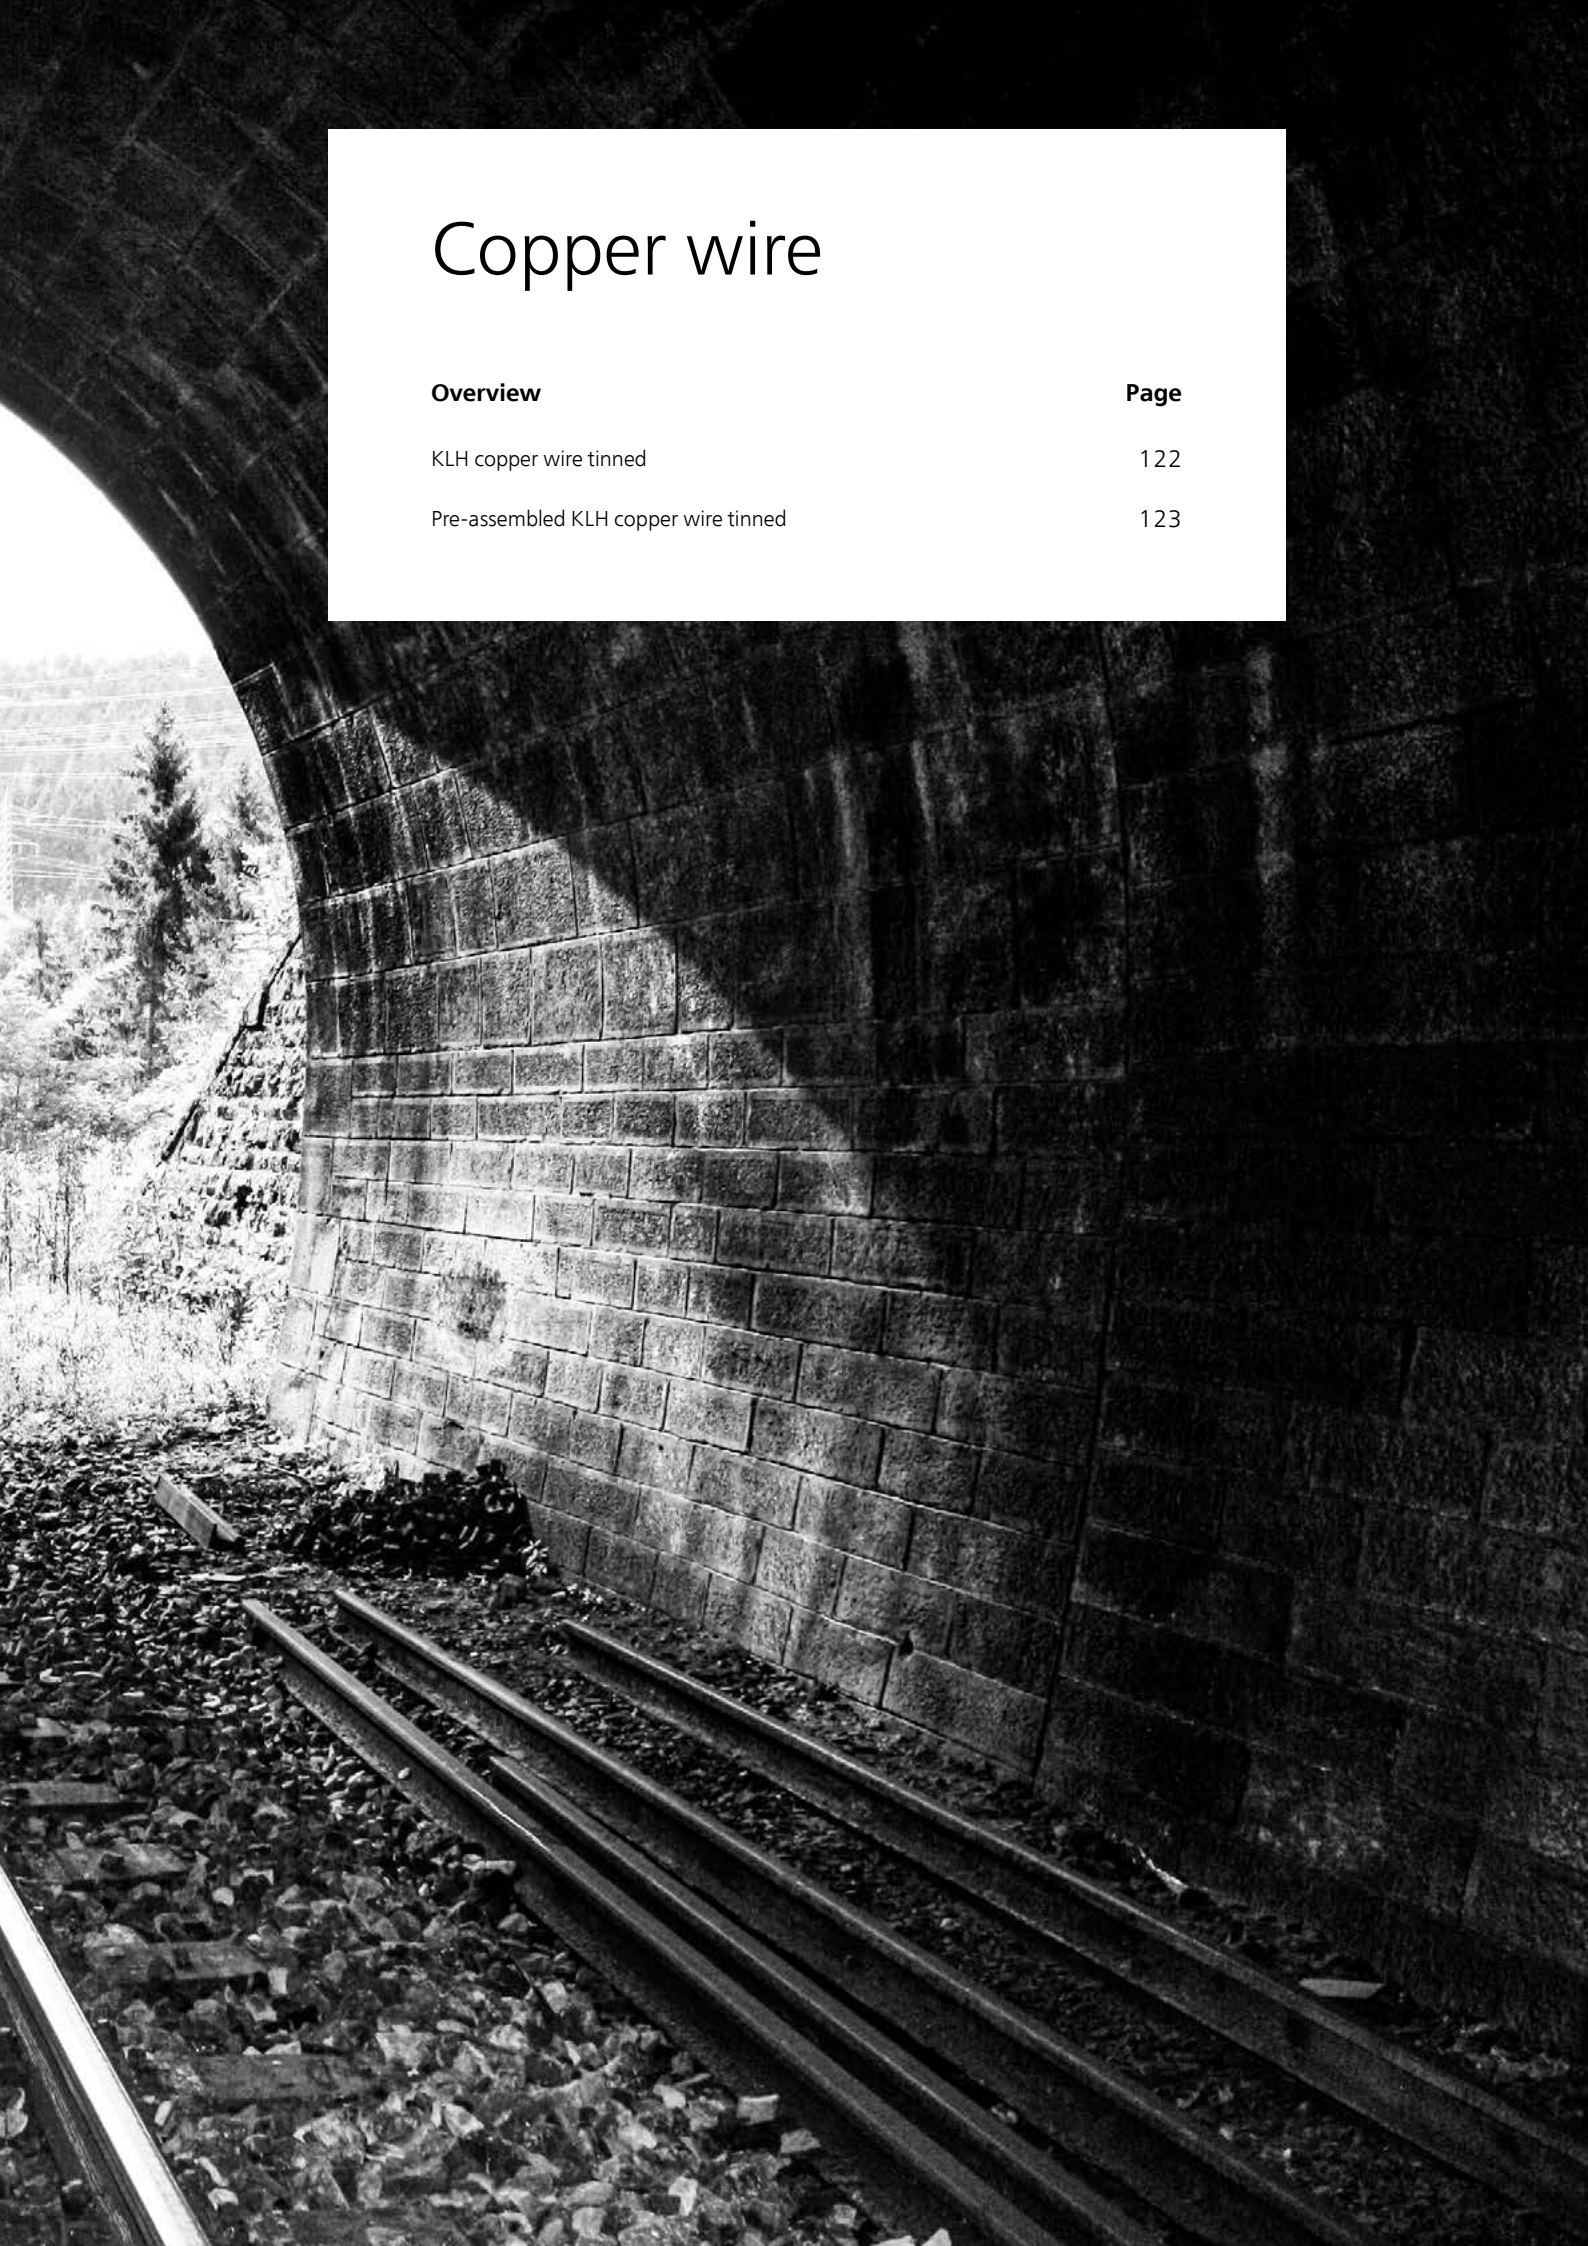 Copper wire
Overview Page
KLH copper wire tinned 122
Pre-assembled KLH copper wire tinned 123